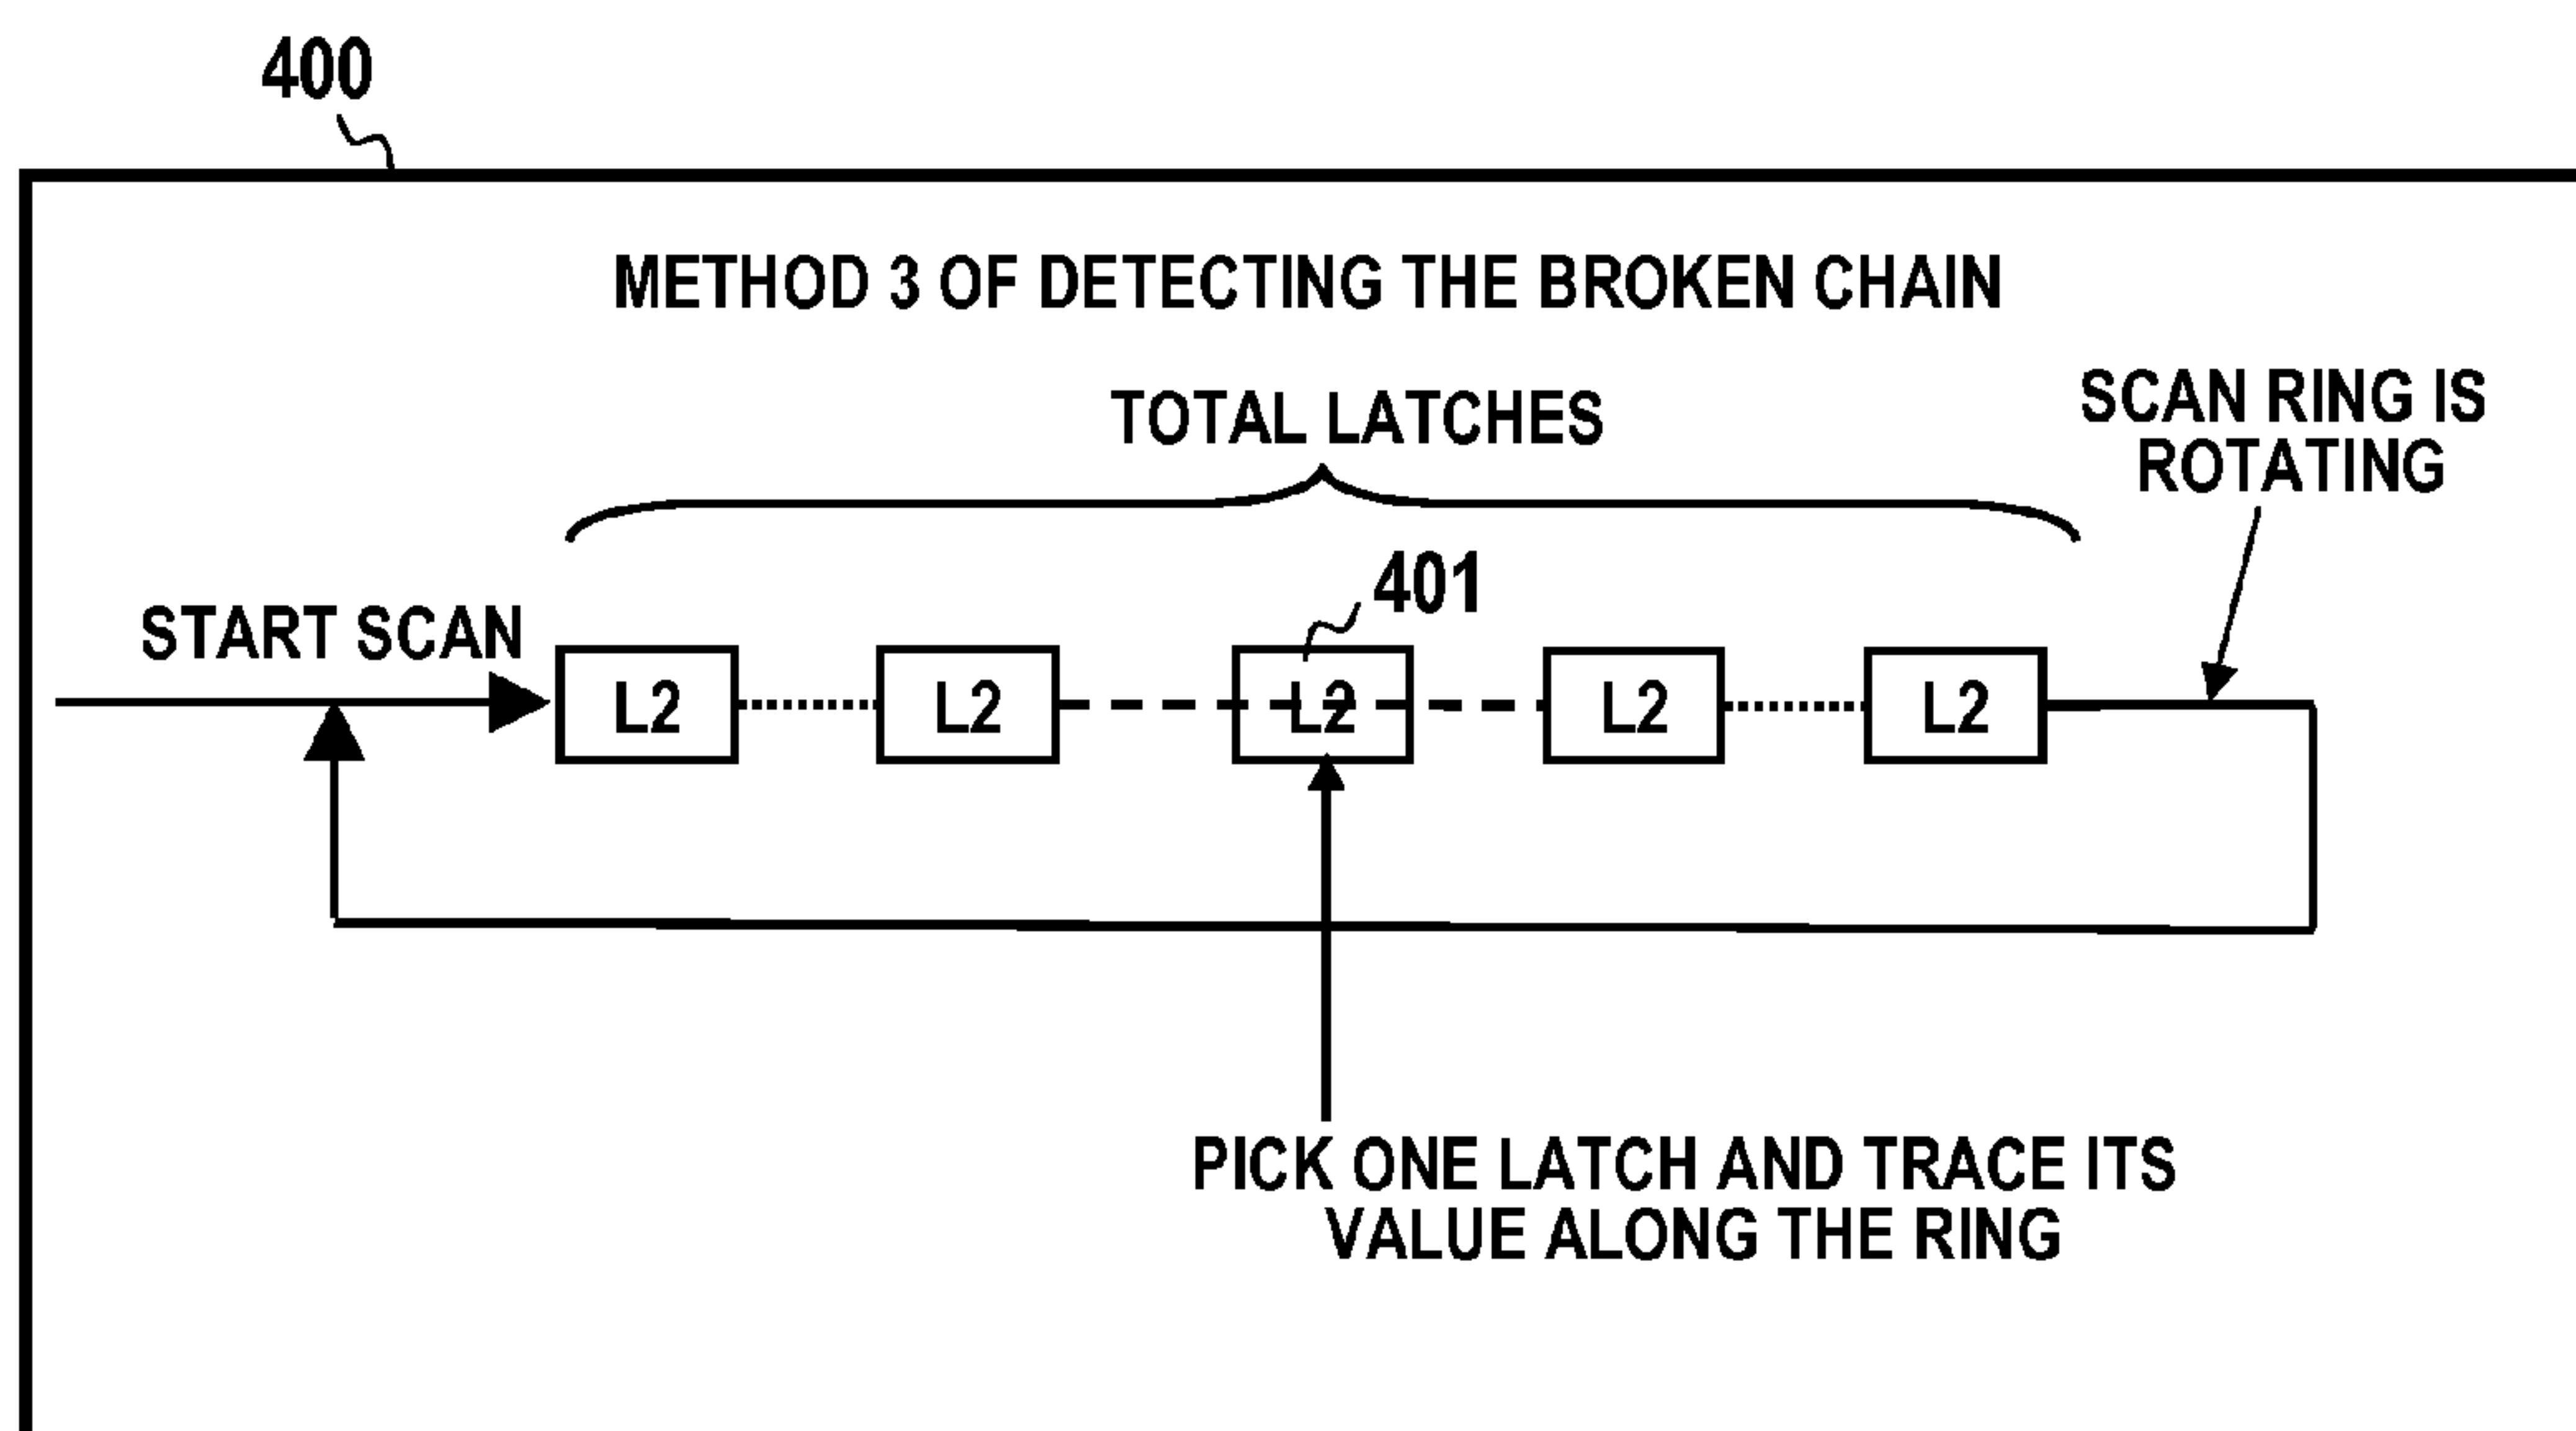 400
METHOD 3 OF DETECTING THE BROKEN CHAIN
TOTAL LATCHES
SCAN RING IS
ROTATING
401
START SCAN
L2 L2 L2 L2 L2
PICK ONE LATCH AND TRACE ITS
VALUE ALONG THE RING